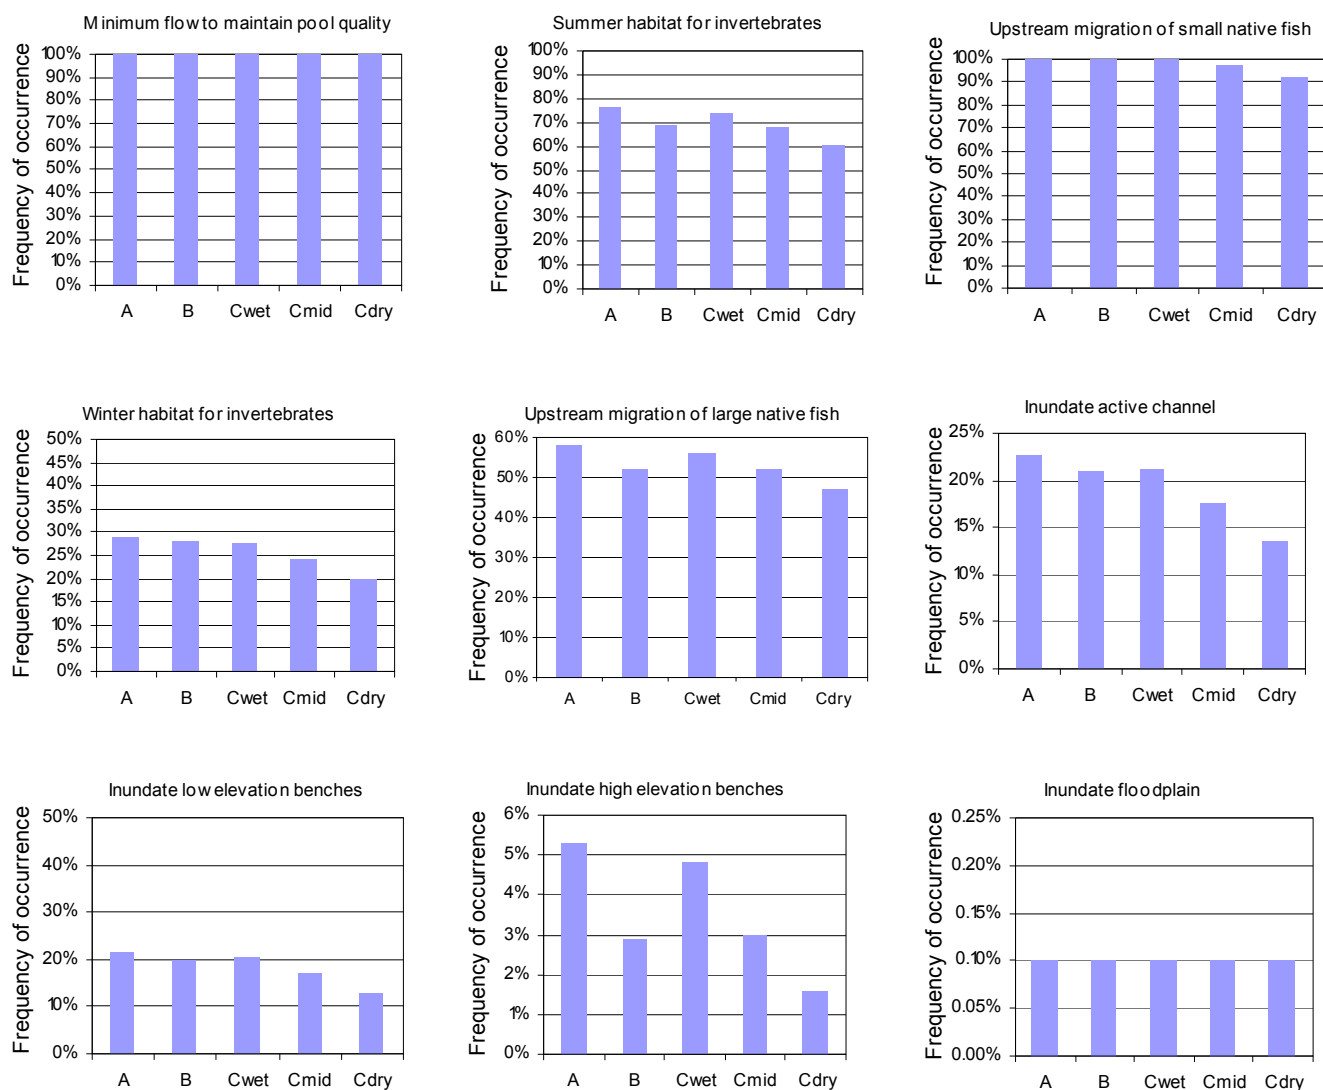 Minimum flow to maintain pool quality
Frequency of occurrence
100%
90%
80%
70%
60%
50%
40%
30%
20%
10%
0%
A B Cwet Cmid Cdry
Summer habitat for invertebrates
Frequency of occurrence
100%
90%
80%
70%
60%
50%
40%
30%
20%
10%
0%
A B Cwet Cmid Cdry
Upstream migration of small native fish
Frequency of occurrence
100%
90%
80%
70%
60%
50%
40%
30%
20%
10%
0%
A B Cwet Cmid Cdry
Winter habitat for invertebrates
Frequency of occurrence
50%
45%
40%
35%
30%
25%
20%
15%
10%
5%
0%
A B Cwet Cmid Cdry
Upstream migration of large native fish
Frequency of occurrence
60%
50%
40%
30%
20%
10%
0%
A B Cwet Cmid Cdry
Inundate active channel
Frequency of occurrence
25%
20%
15%
10%
5%
0%
A B Cwet Cmid Cdry
Inundate low elevation benches
Frequency of occurrence
50%
40%
30%
20%
10%
0%
A B Cwet Cmid Cdry
Inundate high elevation benches
Frequency of occurrence
6%
5%
4%
3%
2%
1%
0%
A B Cwet Cmid Cdry
Inundate floodplain
Frequency of occurrence
0.25%
0.20%
0.15%
0.10%
0.05%
0.00%
A B Cwet Cmid Cdry